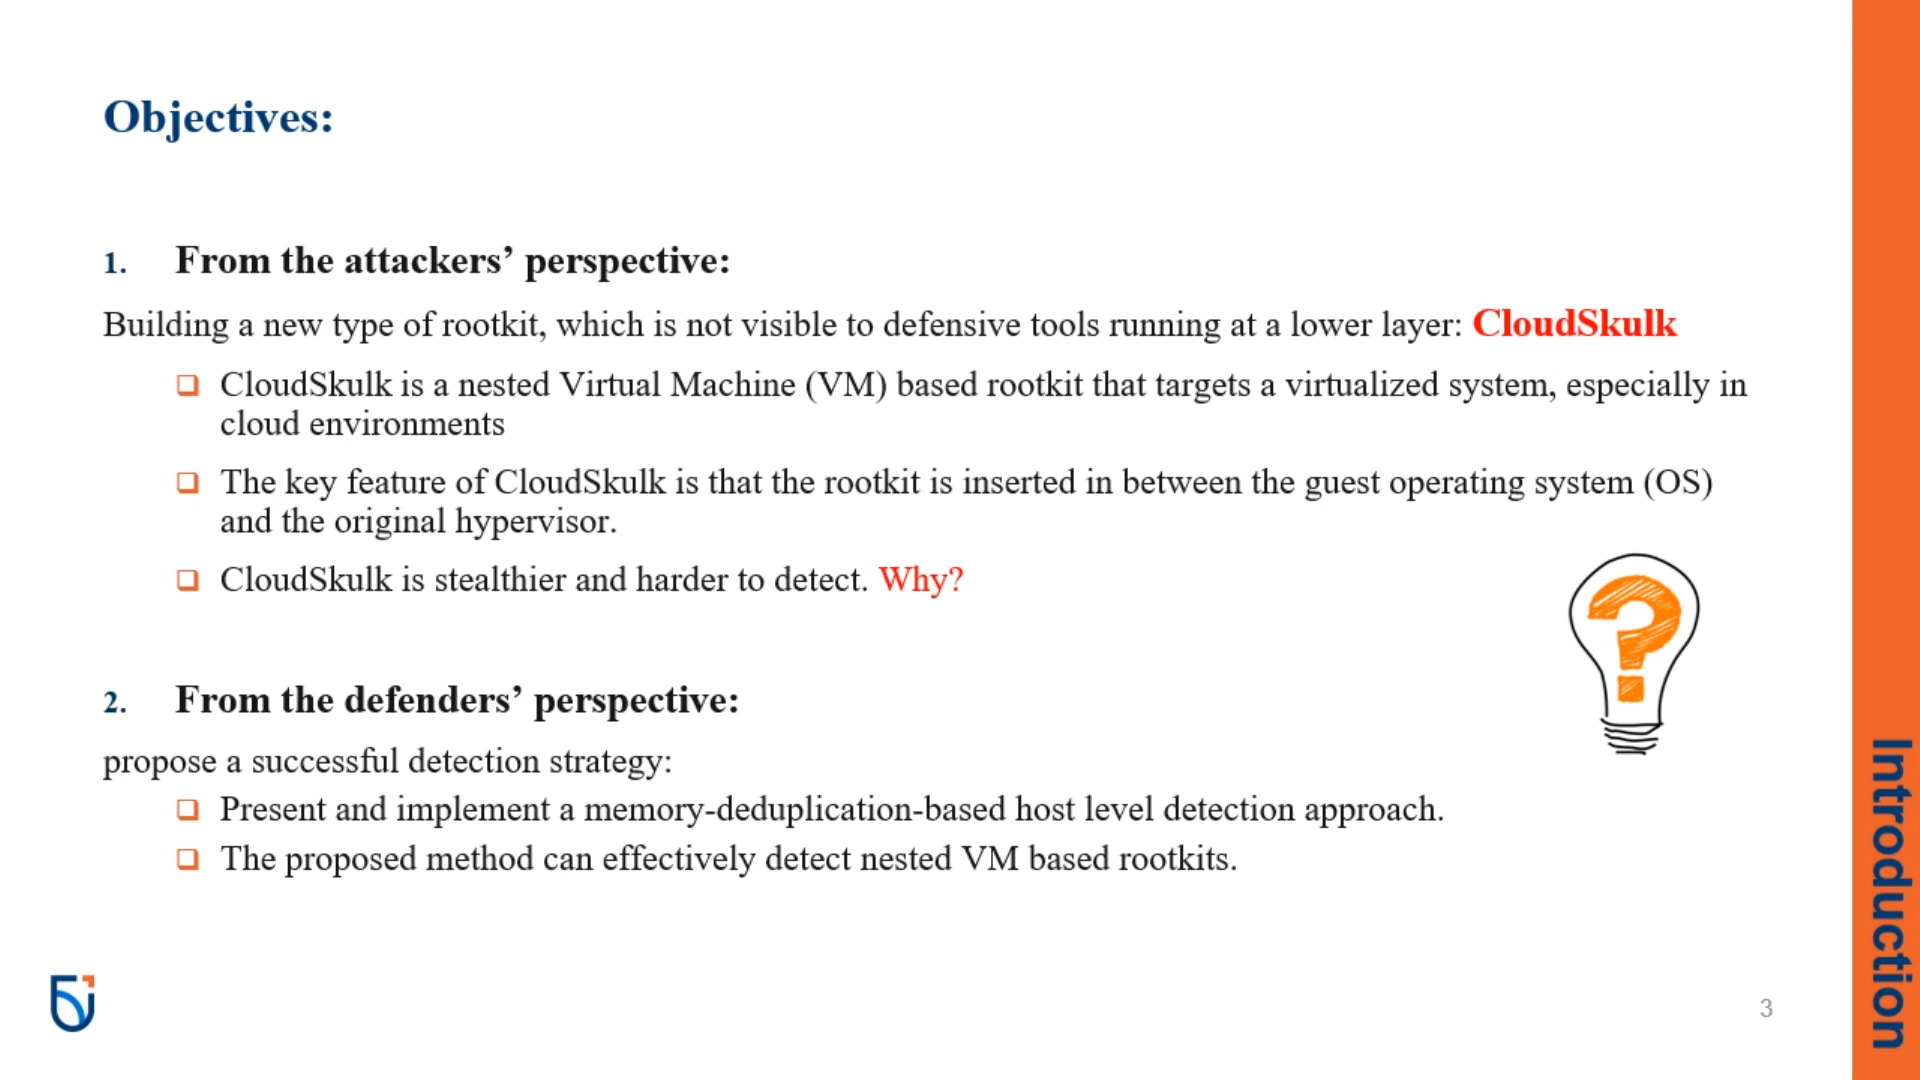 Objectives:
1. From the attackers’ perspective:
Building a new type of rootkit, which is not visible to defensive tools running at a lower layer: CloudSkulk
❑ CloudSkulk is a nested Virtual Machine (VM) based rootkit that targets a virtualized system, especially in
cloud environments
❑ The key feature of CloudSkulk is that the rootkit is inserted in between the guest operating system (OS)
and the original hypervisor.
❑ CloudSkulk is stealthier and harder to detect. Why?
?
2. From the defenders’ perspective:
propose a successful detection strategy:
❑ Present and implement a memory-deduplication-based host level detection approach.
❑ The proposed method can effectively detect nested VM based rootkits.
3
Introduction